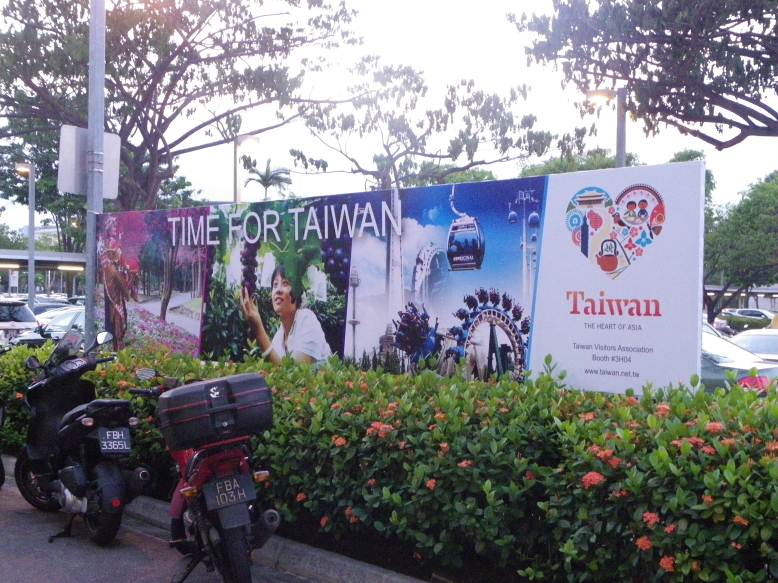 TIME FOR TAIWAN
Taiwan
THE HEART OF ASIA
Taiwan Visitors Association
Booth #3H04
www.taiwan.net.tw
FBH
3365L
FBA
103H